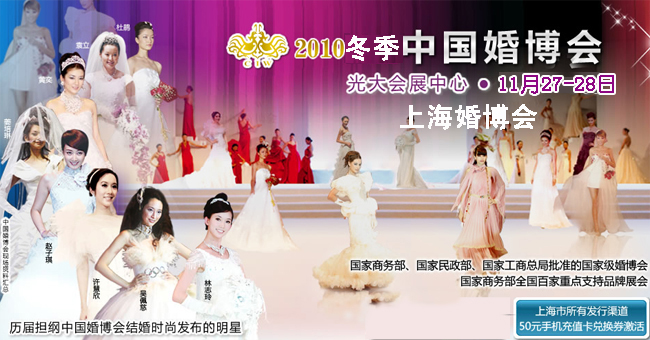 2010冬季中国婚博会
光大会展中心 • 11月27-28日
上海婚博会
杜鹃
袁立
黄奕
姜培琳
赵子琪
许慧欣
吴佩慈
林志玲
中国婚博会现场资料汇总
国家商务部、国家民政部、国家工商总局批准的国家级婚博会
国家商务部全国百家重点支持品牌展会
历届担纲中国婚博会结婚时尚发布的明星
上海市所有发行渠道
50元手机充值卡兑换券激活